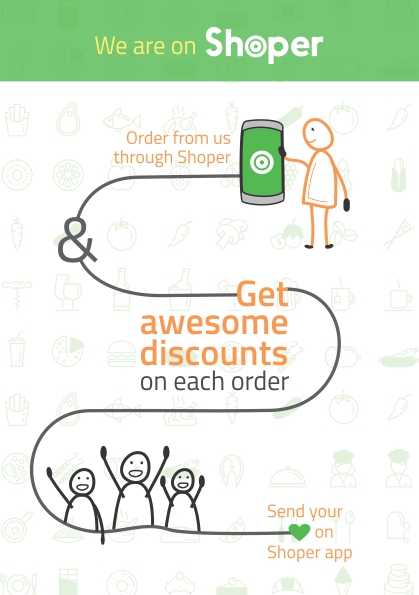 We are on Shoper
Order from us
through Shoper
&
Get
awesome
discounts
on each order
Send your
on
Shoper app